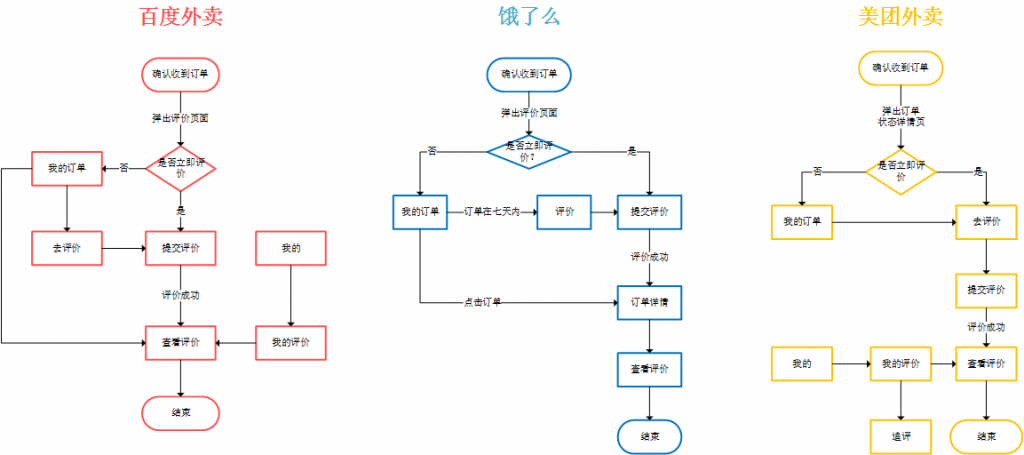 百度外卖
确认收到订单
弹出评价页面
是否立即评
价
否
我的订单
是
去评价
提交评价
我的
评价成功
查看评价
我的评价
结束
饿了么
确认收到订单
弹出评价页面
是否立即评
价？
否
是
我的订单
订单在七天内
评价
提交评价
评价成功
点击订单
订单详情
查看评价
结束
美团外卖
确认收到订单
弹出订单
状态详情页
是否立即评
价
否
是
我的订单
去评价
提交评价
评价成功
我的
我的评价
查看评价
追评
结束